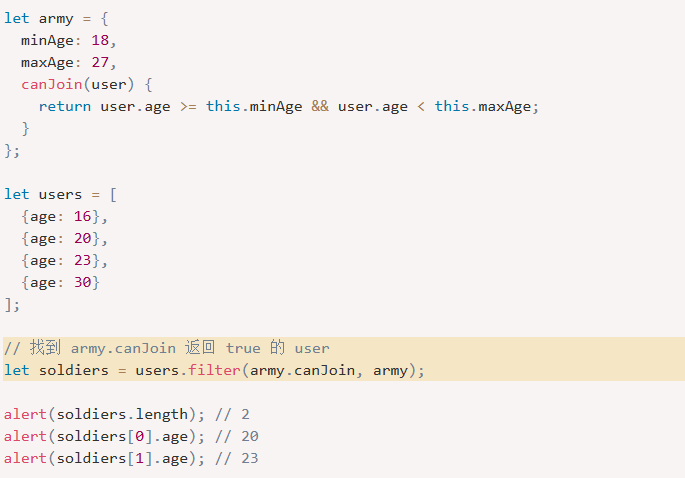 let army = {
  minAge: 18,
  maxAge: 27,
  canJoin(user) {
    return user.age >= this.minAge && user.age < this.maxAge;
  }
};

let users = [
  {age: 16},
  {age: 20},
  {age: 23},
  {age: 30}
];

// 找到 army.canJoin 返回 true 的 user
let soldiers = users.filter(army.canJoin, army);

alert(soldiers.length); // 2
alert(soldiers[0].age); // 20
alert(soldiers[1].age); // 23